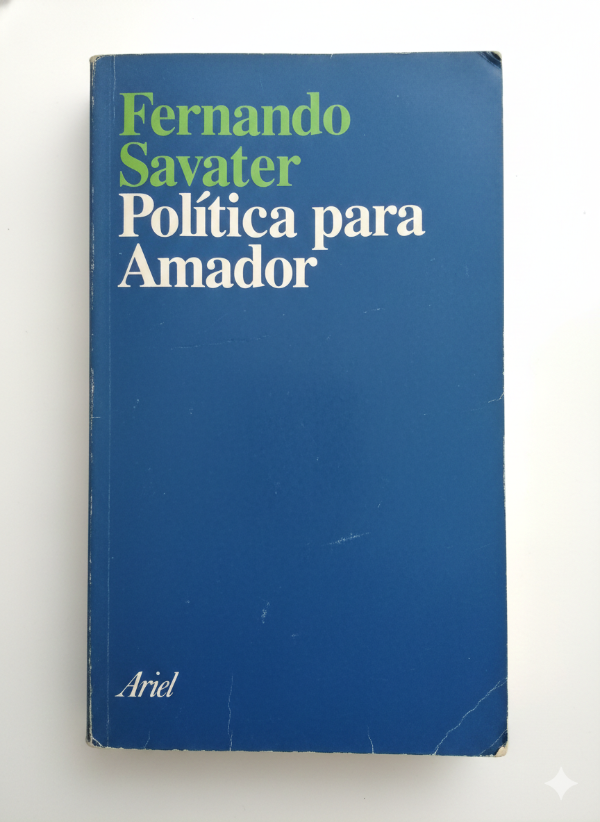 Fernando
Savater
Política para
Amador
Ariel